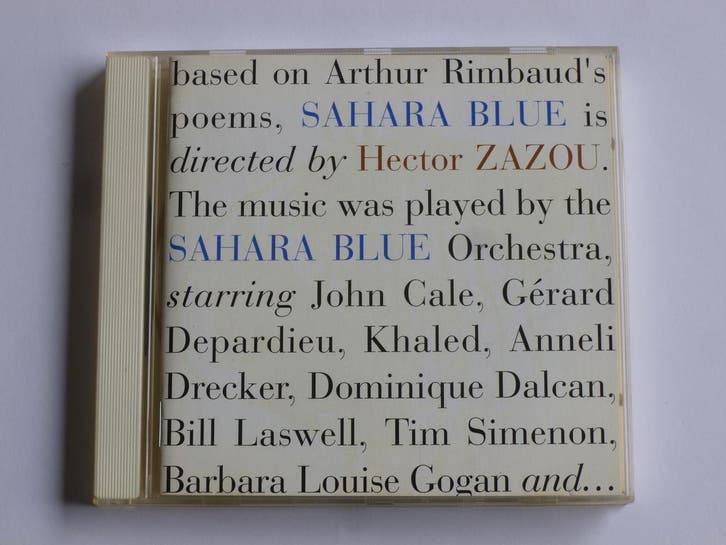 based on Arthur Rimbaud's
poems, SAHARA BLUE is
directed by Hector ZAZOU.
The music was played by the
SAHARA BLUE Orchestra,
starring John Cale, Gérard
Depardieu, Khaled, Anneli
Drecker, Dominique Dalcan,
Bill Laswell, Tim Simenon,
Barbara Louise Gogan and...